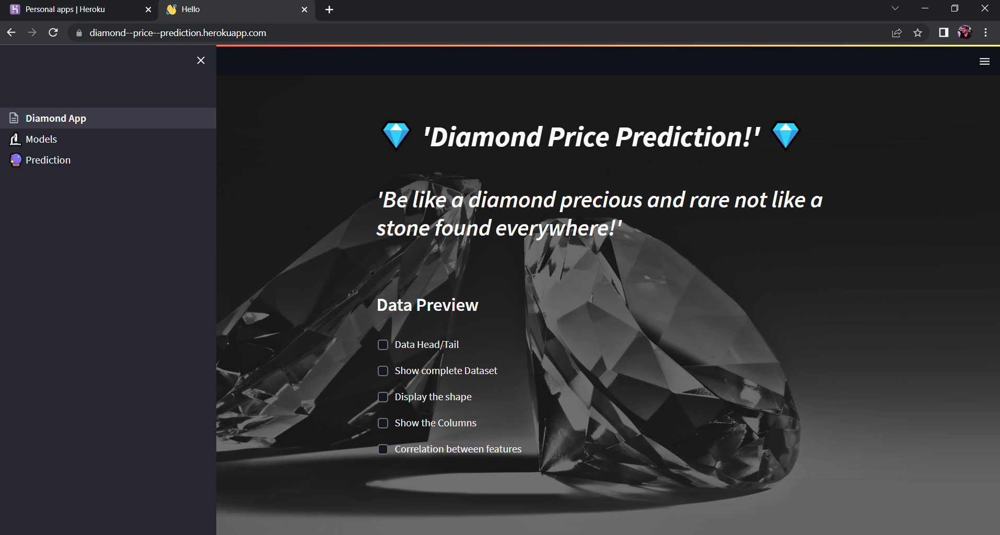 Personal apps | Heroku
Hello
diamond--price--prediction.herokuapp.com
Diamond App
Models
Prediction
'Diamond Price Prediction!'
'Be like a diamond precious and rare not like a
stone found everywhere!'
Data Preview
Data Head/Tail
Show complete Dataset
Display the shape
Show the Columns
Correlation between features